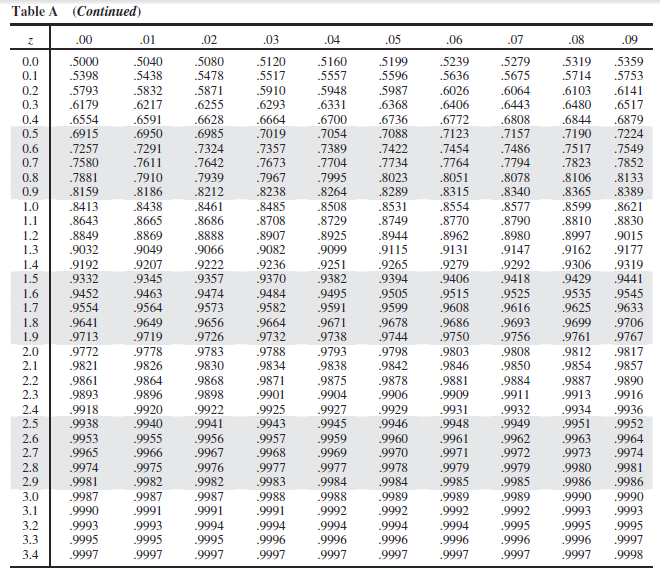 Table A (Continued)
z .00 .01 .02 .03 .04 .05 .06 .07 .08 .09
0.0 .5000 .5040 .5080 .5120 .5160 .5199 .5239 .5279 .5319 .5359
0.1 .5398 .5438 .5478 .5517 .5557 .5596 .5636 .5675 .5714 .5753
0.2 .5793 .5832 .5871 .5910 .5948 .5987 .6026 .6064 .6103 .6141
0.3 .6179 .6217 .6255 .6293 .6331 .6368 .6406 .6443 .6480 .6517
0.4 .6554 .6591 .6628 .6664 .6700 .6736 .6772 .6808 .6844 .6879
0.5 .6915 .6950 .6985 .7019 .7054 .7088 .7123 .7157 .7190 .7224
0.6 .7257 .7291 .7324 .7357 .7389 .7422 .7454 .7486 .7517 .7549
0.7 .7580 .7611 .7642 .7673 .7704 .7734 .7764 .7794 .7823 .7852
0.8 .7881 .7910 .7939 .7967 .7995 .8023 .8051 .8078 .8106 .8133
0.9 .8159 .8186 .8212 .8238 .8264 .8289 .8315 .8340 .8365 .8389
1.0 .8413 .8438 .8461 .8485 .8508 .8531 .8554 .8577 .8599 .8621
1.1 .8643 .8665 .8686 .8708 .8729 .8749 .8770 .8790 .8810 .8830
1.2 .8849 .8869 .8888 .8907 .8925 .8944 .8962 .8980 .8997 .9015
1.3 .9032 .9049 .9066 .9082 .9099 .9115 .9131 .9147 .9162 .9177
1.4 .9192 .9207 .9222 .9236 .9251 .9265 .9279 .9292 .9306 .9319
1.5 .9332 .9345 .9357 .9370 .9382 .9394 .9406 .9418 .9429 .9441
1.6 .9452 .9463 .9474 .9484 .9495 .9505 .9515 .9525 .9535 .9545
1.7 .9554 .9564 .9573 .9582 .9591 .9599 .9608 .9616 .9625 .9633
1.8 .9641 .9649 .9656 .9664 .9671 .9678 .9686 .9693 .9699 .9706
1.9 .9713 .9719 .9726 .9732 .9738 .9744 .9750 .9756 .9761 .9767
2.0 .9772 .9778 .9783 .9788 .9793 .9798 .9803 .9808 .9812 .9817
2.1 .9821 .9826 .9830 .9834 .9838 .9842 .9846 .9850 .9854 .9857
2.2 .9861 .9864 .9868 .9871 .9875 .9878 .9881 .9884 .9887 .9890
2.3 .9893 .9896 .9898 .9901 .9904 .9906 .9909 .9911 .9913 .9916
2.4 .9918 .9920 .9922 .9925 .9927 .9929 .9931 .9932 .9934 .9936
2.5 .9938 .9940 .9941 .9943 .9945 .9946 .9948 .9949 .9951 .9952
2.6 .9953 .9955 .9956 .9957 .9959 .9960 .9961 .9962 .9963 .9964
2.7 .9965 .9966 .9967 .9968 .9969 .9970 .9971 .9972 .9973 .9974
2.8 .9974 .9975 .9976 .9977 .9977 .9978 .9979 .9979 .9980 .9981
2.9 .9981 .9982 .9982 .9983 .9984 .9984 .9985 .9985 .9986 .9986
3.0 .9987 .9987 .9987 .9988 .9988 .9989 .9989 .9989 .9990 .9990
3.1 .9990 .9991 .9991 .9991 .9992 .9992 .9992 .9992 .9993 .9993
3.2 .9993 .9993 .9994 .9994 .9994 .9994 .9994 .9995 .9995 .9995
3.3 .9995 .9995 .9995 .9996 .9996 .9996 .9996 .9996 .9996 .9997
3.4 .9997 .9997 .9997 .9997 .9997 .9997 .9997 .9997 .9997 .9998